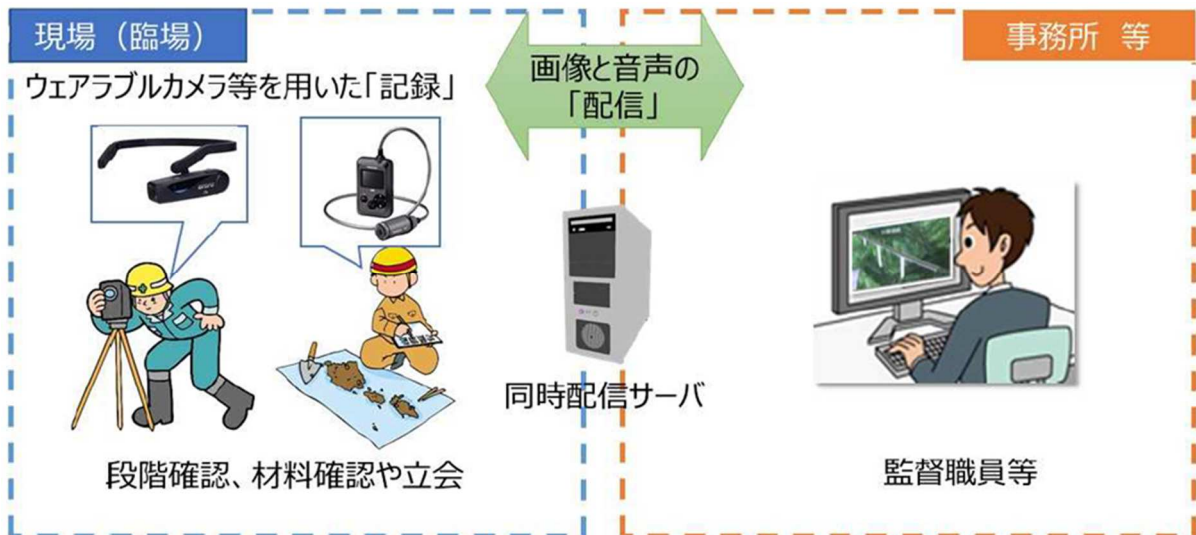 現場（臨場）
ウェアラブルカメラ等を用いた「記録」
画像と音声の
「配信」
事務所 等
同時配信サーバ
段階確認、材料確認や立会
監督職員等